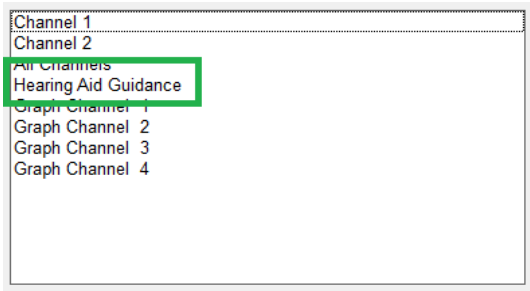 Channel 1
Channel 2
All Channels
Hearing Aid Guidance
Graph Channel 1
Graph Channel 2
Graph Channel 3
Graph Channel 4